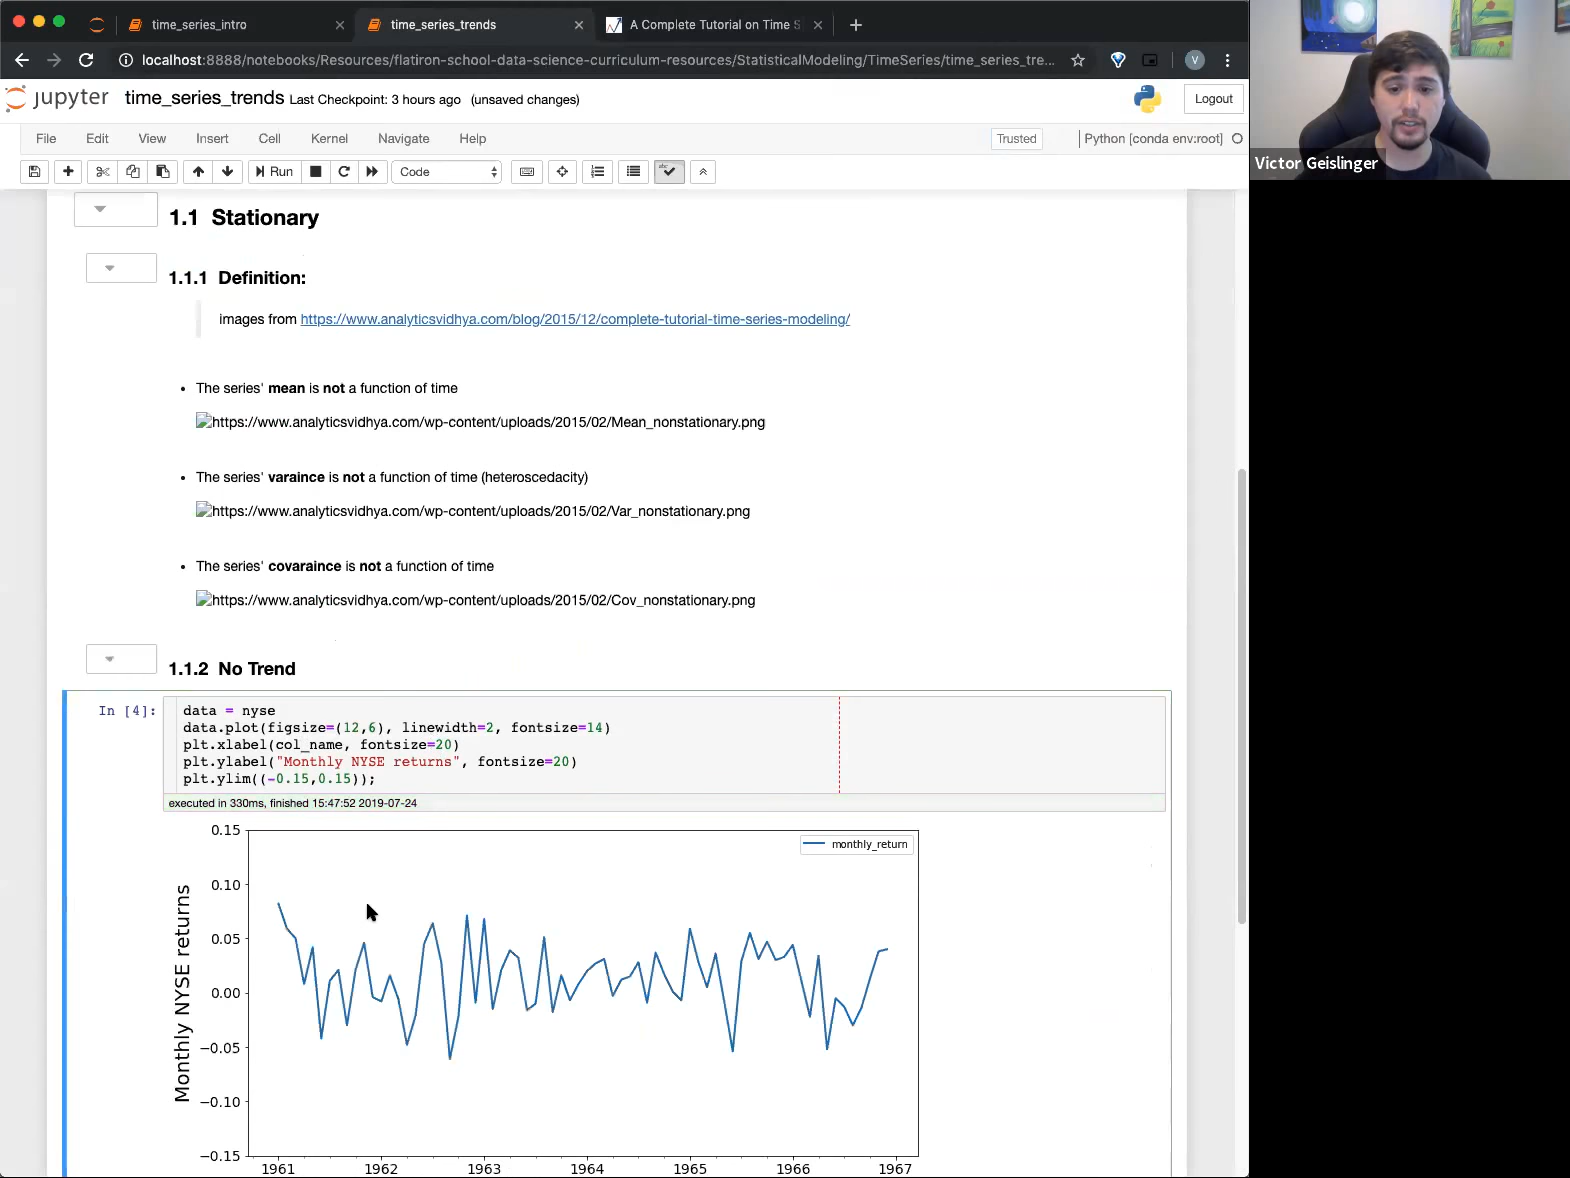 time_series_intro
time_series_trends
A Complete Tutorial on Time S
localhost:8888/notebooks/Resources/flatiron-school-data-science-curriculum-resources/StatisticalModeling/TimeSeries/time_series_tre...
V
jupyter time_series_trends Last Checkpoint: 3 hours ago (unsaved changes)
Logout
File Edit View Insert Cell Kernel Navigate Help
Trusted
Python [conda env:root]
Run
Code
Victor Geislinger
1.1 Stationary
1.1.1 Definition:
images from https://www.analyticsvidhya.com/blog/2015/12/complete-tutorial-time-series-modeling/
• The series' mean is not a function of time
https://www.analyticsvidhya.com/wp-content/uploads/2015/02/Mean_nonstationary.png
• The series' varaince is not a function of time (heteroscedacity)
https://www.analyticsvidhya.com/wp-content/uploads/2015/02/Var_nonstationary.png
• The series' covaraince is not a function of time
https://www.analyticsvidhya.com/wp-content/uploads/2015/02/Cov_nonstationary.png
1.1.2 No Trend
In [4]:
data = nyse
data.plot(figsize=(12,6), linewidth=2, fontsize=14)
plt.xlabel(col_name, fontsize=20)
plt.ylabel("Monthly NYSE returns", fontsize=20)
plt.ylim((-0.15,0.15));
executed in 330ms, finished 15:47:52 2019-07-24
0.15
0.10
0.05
0.00
−0.05
−0.10
−0.15
Monthly NYSE returns
monthly_return
1961 1962 1963 1964 1965 1966 1967